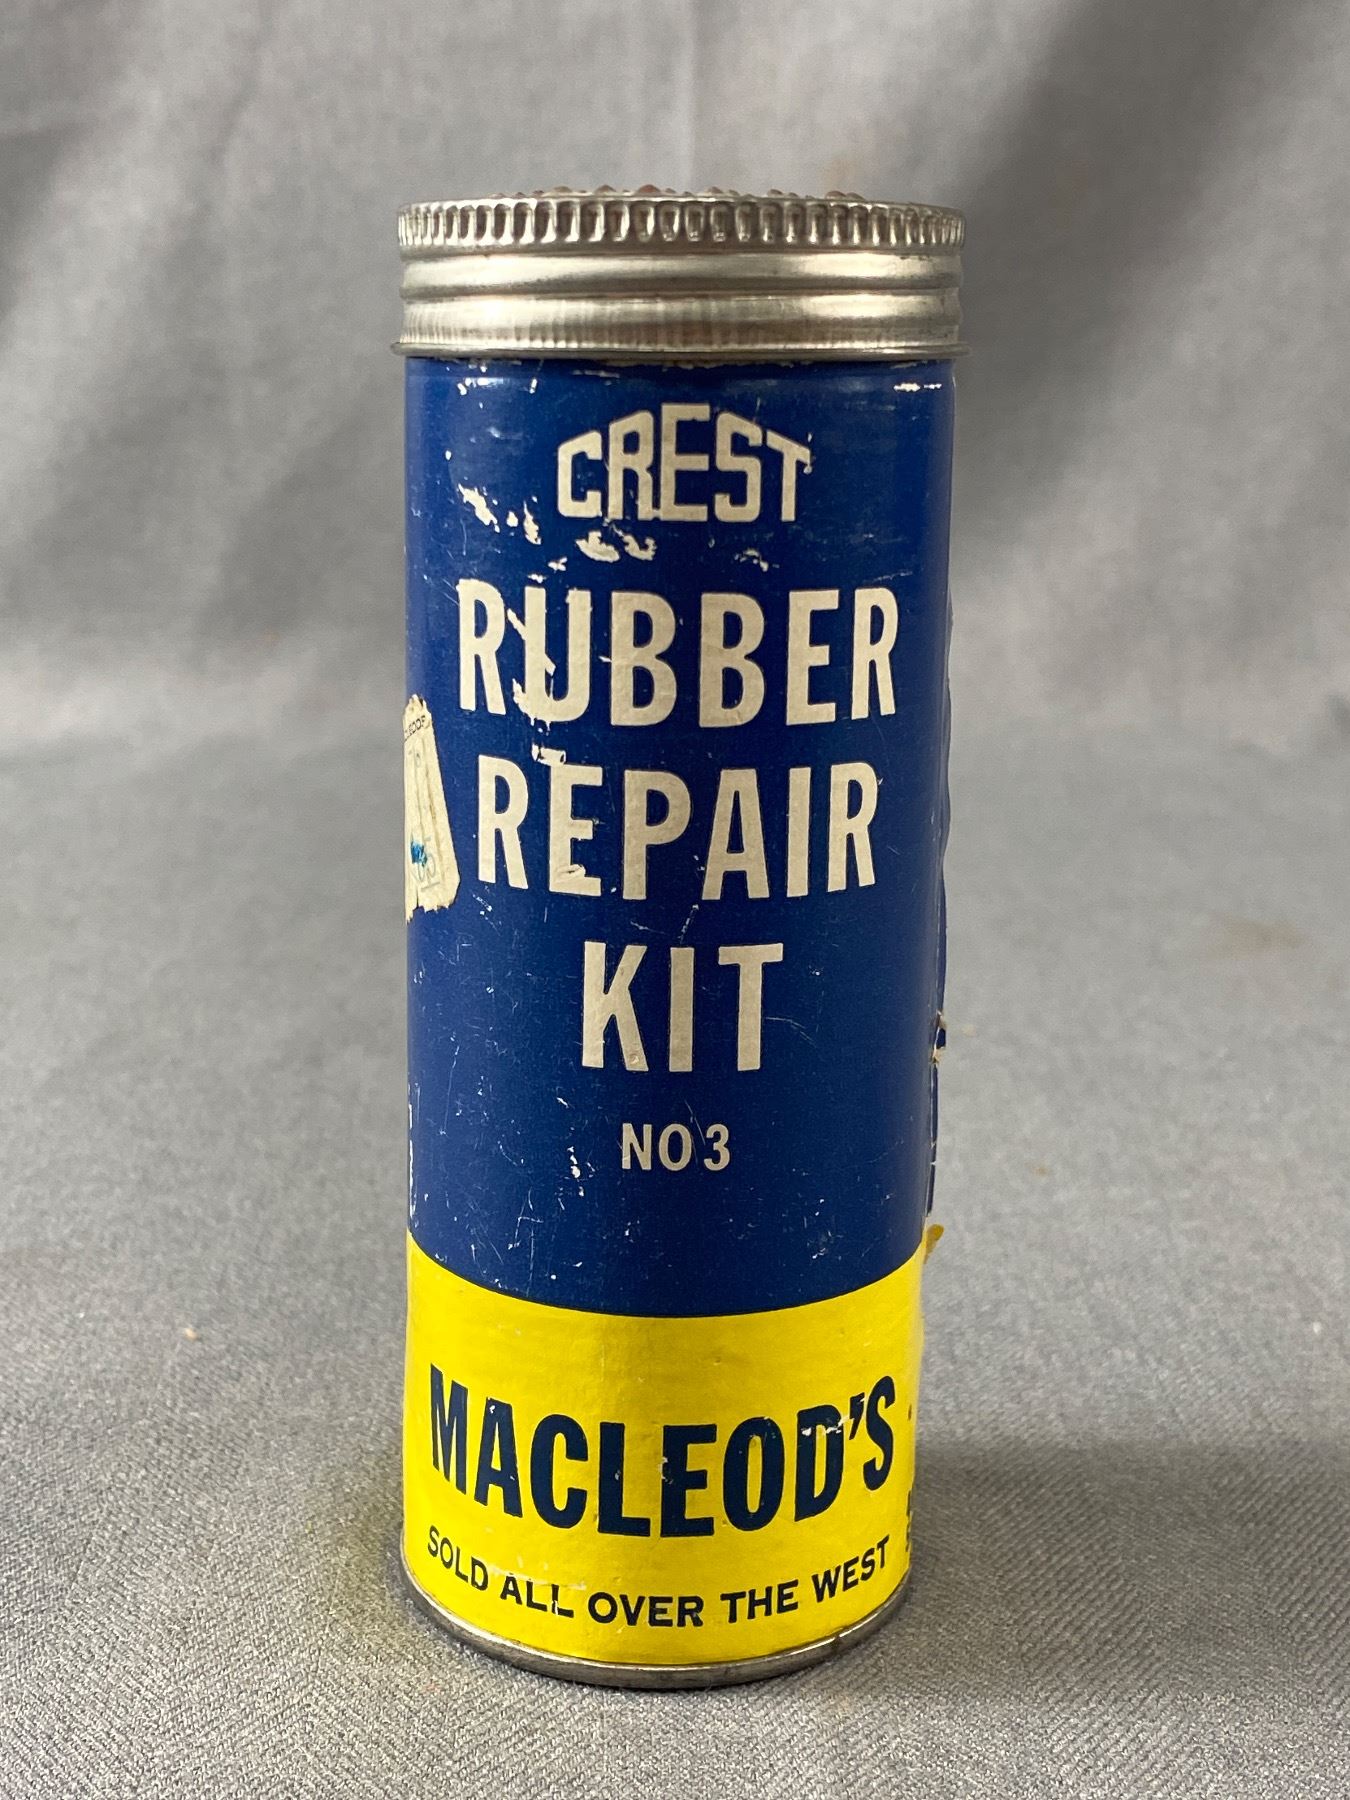 CREST
RUBBER
REPAIR
KIT
NO 3
MACLEOD'S
SOLD ALL OVER THE WEST